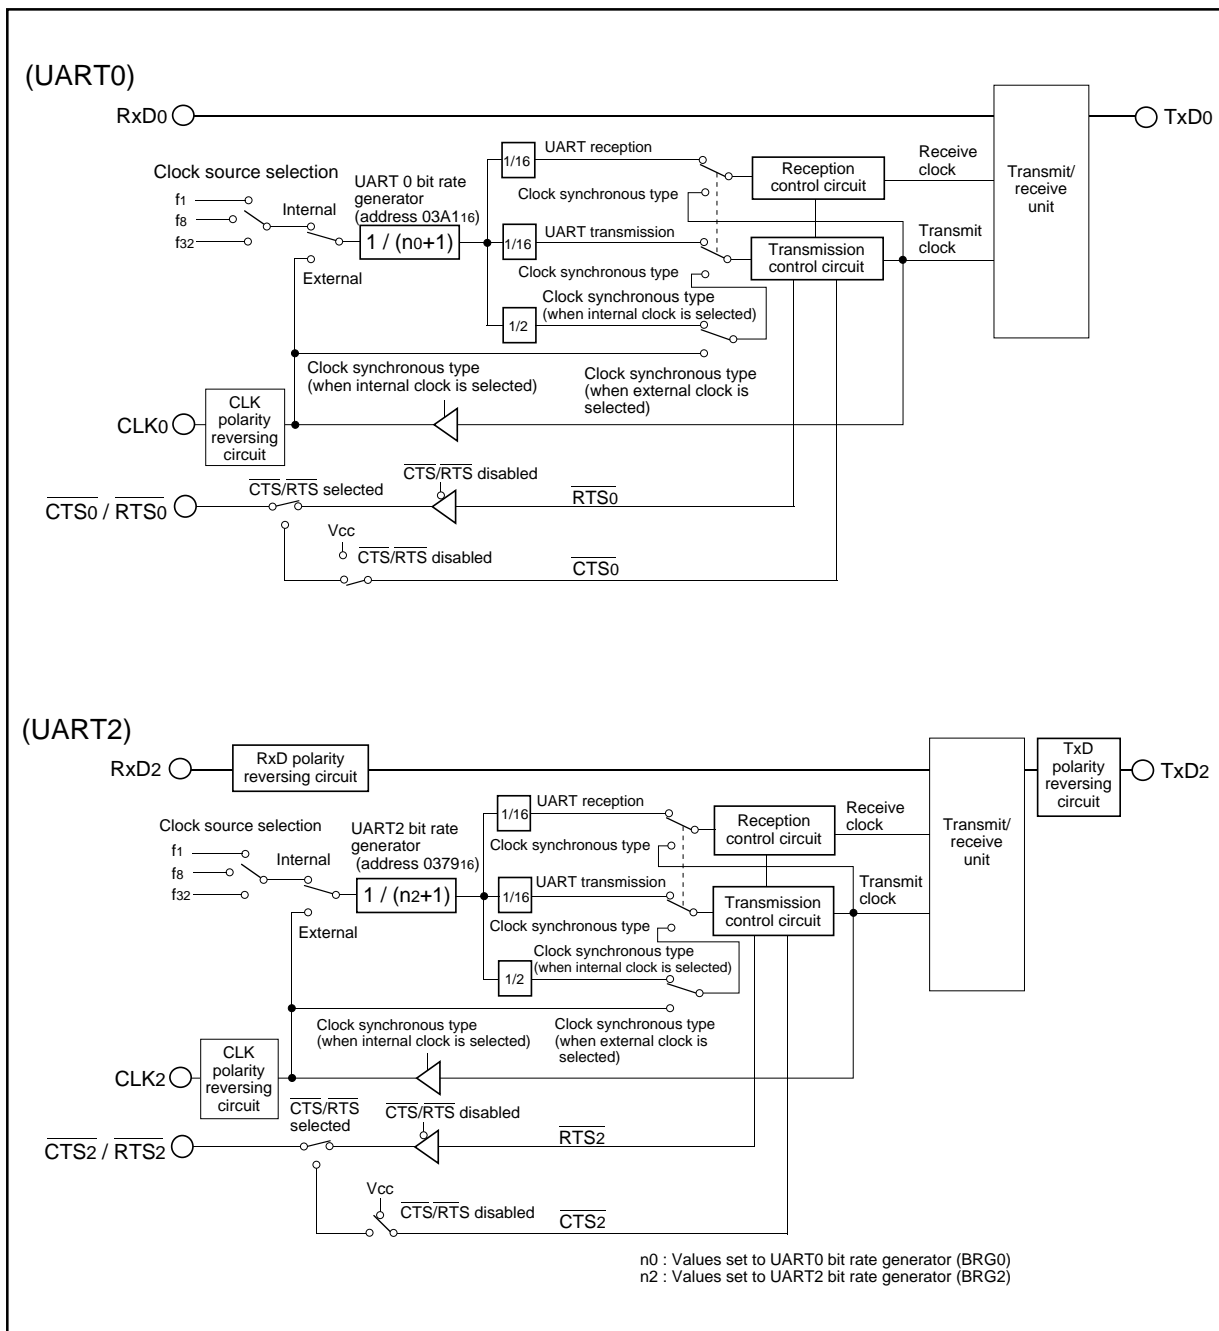 (UART0)
RxD0
TxD0
Clock source selection
f1
f8
f32
Internal
External
UART 0 bit rate
generator
(address 03A116)
1 / (n0+1)
1/16
UART reception
Clock synchronous type
1/16
UART transmission
Clock synchronous type
Clock synchronous type
(when internal clock is selected)
1/2
Reception
control circuit
Transmission
control circuit
Receive
clock
Transmit
clock
Transmit/
receive
unit
Clock synchronous type
(when internal clock is selected)
Clock synchronous type
(when external clock is
selected)
CLK0
CLK
polarity
reversing
circuit
CTS0 / RTS0
CTS/RTS selected
CTS/RTS disabled
RTS0
Vcc
CTS/RTS disabled
CTS0
(UART2)
RxD2
RxD polarity
reversing circuit
TxD
polarity
reversing
circuit
TxD2
Clock source selection
f1
f8
f32
Internal
External
UART2 bit rate
generator
(address 037916)
1 / (n2+1)
1/16
UART reception
Clock synchronous type
1/16
UART transmission
Clock synchronous type
Clock synchronous type
(when internal clock is selected)
1/2
Reception
control circuit
Transmission
control circuit
Receive
clock
Transmit
clock
Transmit/
receive
unit
Clock synchronous type
(when internal clock is selected)
Clock synchronous type
(when external clock is
selected)
CLK2
CLK
polarity
reversing
circuit
CTS2 / RTS2
CTS/RTS
selected
CTS/RTS disabled
RTS2
Vcc
CTS/RTS disabled
CTS2
n0 : Values set to UART0 bit rate generator (BRG0)
n2 : Values set to UART2 bit rate generator (BRG2)